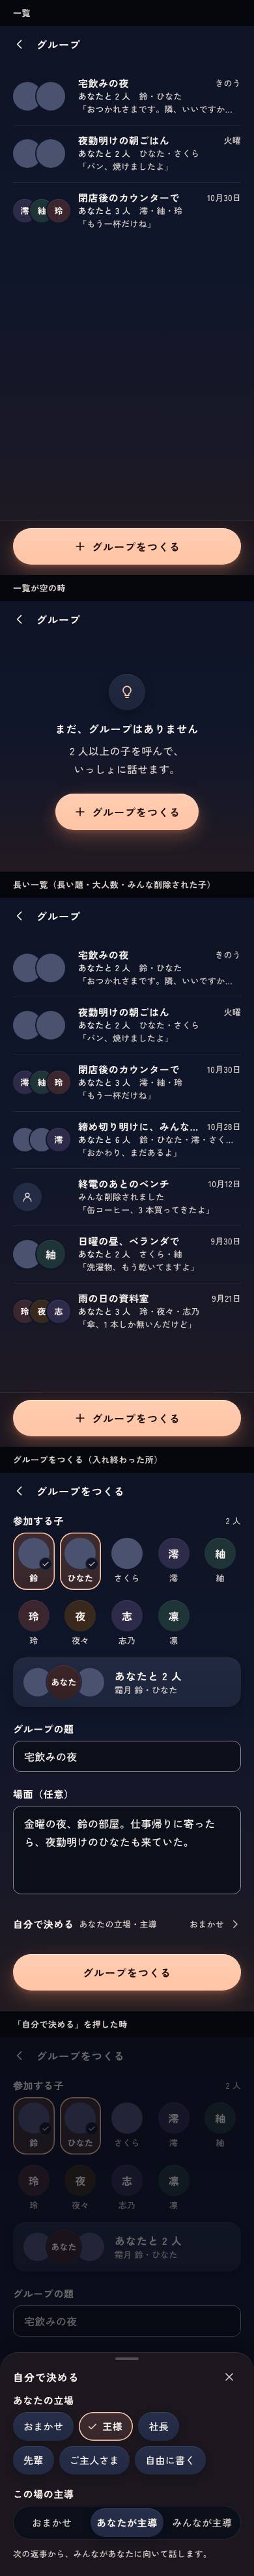 一覧
グループ
宅飲みの夜 きのう
あなたと 2 人 鈴・ひなた
「おつかれさまです。隣、いいですか…
夜勤明けの朝ごはん 火曜
あなたと 2 人 ひなた・さくら
「パン、焼けましたよ」
澪 紬 玲 閉店後のカウンターで 10月30日
あなたと 3 人 澪・紬・玲
「もう一杯だけね」
グループをつくる
一覧が空の時
グループ
まだ、グループはありません
2 人以上の子を呼んで、
いっしょに話せます。
グループをつくる
長い一覧（長い題・大人数・みんな削除された子）
グループ
宅飲みの夜 きのう
あなたと 2 人 鈴・ひなた
「おつかれさまです。隣、いいですか…
夜勤明けの朝ごはん 火曜
あなたと 2 人 ひなた・さくら
「パン、焼けましたよ」
澪 紬 玲 閉店後のカウンターで 10月30日
あなたと 3 人 澪・紬・玲
「もう一杯だけね」
澪 締め切り明けに、みんな… 10月28日
あなたと 6 人 鈴・ひなた・澪・さく…
「おかわり、まだあるよ」
終電のあとのベンチ 10月12日
みんな削除されました
「缶コーヒー、3 本買ってきたよ」
紬 日曜の昼、ベランダで 9月30日
あなたと 2 人 さくら・紬
「洗濯物、もう乾いてますよ」
玲 夜 志 雨の日の資料室 9月21日
あなたと 3 人 玲・夜々・志乃
「傘、1 本しか無いんだけど」
グループをつくる
グループをつくる（入れ終わった所）
グループをつくる
参加する子 2 人
澪 紬
鈴 ひなた さくら 澪 紬
玲 夜 志 凛
玲 夜々 志乃 凛
あなた あなたと 2 人
霜月 鈴・ひなた
グループの題
宅飲みの夜
場面（任意）
金曜の夜、鈴の部屋。仕事帰りに寄った
ら、夜勤明けのひなたも来ていた。
自分で決める あなたの立場・主導 おまかせ
グループをつくる
「自分で決める」を押した時
グループをつくる
参加する子 2 人
澪 紬
鈴 ひなた さくら 澪 紬
玲 夜 志 凛
玲 夜々 志乃 凛
あなた あなたと 2 人
霜月 鈴・ひなた
グループの題
宅飲みの夜
自分で決める
あなたの立場
おまかせ 王様 社長
先輩 ご主人さま 自由に書く
この場の主導
おまかせ あなたが主導 みんなが主導
次の返事から、みんながあなたに向いて話します。